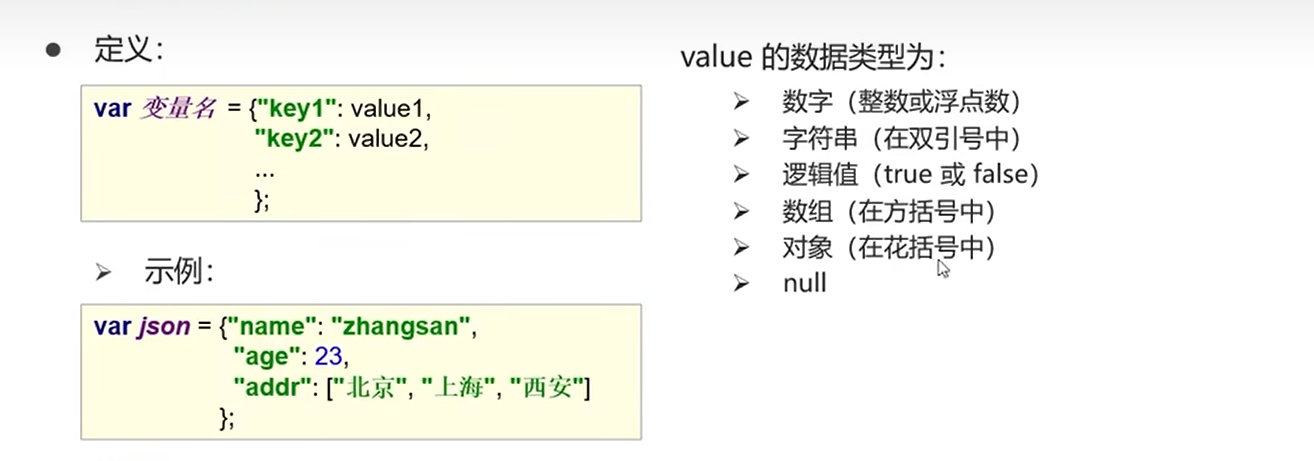 定义：
var 变量名 = {"key1": value1,
"key2": value2,
...
};
示例：
var json = {"name": "zhangsan",
"age": 23,
"addr": ["北京", "上海", "西安"]
};
value 的数据类型为：
数字（整数或浮点数）
字符串（在双引号中）
逻辑值（true 或 false）
数组（在方括号中）
对象（在花括号中）
null